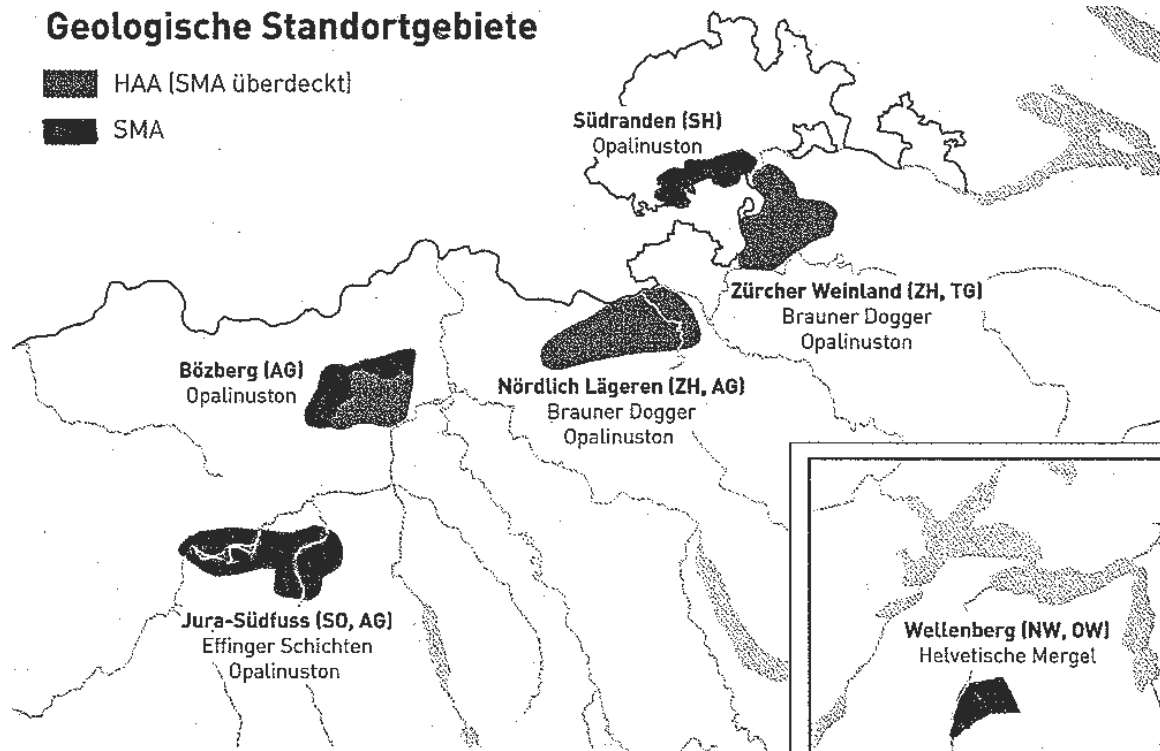 Geologische Standortgebiete
HAA (SMA überdeckt)
SMA
Südranden (SH)
Opalinuston
Zürcher Weinland (ZH, TG)
Brauner Dogger
Opalinuston
Bözberg (AG)
Opalinuston
Nördlich Lägeren (ZH, AG)
Brauner Dogger
Opalinuston
Jura-Südfuss (SO, AG)
Effinger Schichten
Opalinuston
Wellenberg (NW, OW)
Helvetische Mergel